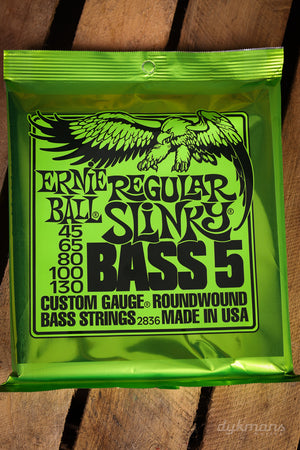 ERNIE BALL®
REGULAR SLINKY®
45
65
80
100
130
BASS 5
CUSTOM GAUGE® ROUNDWOUND
BASS STRINGS 2836 MADE IN USA
dykmans